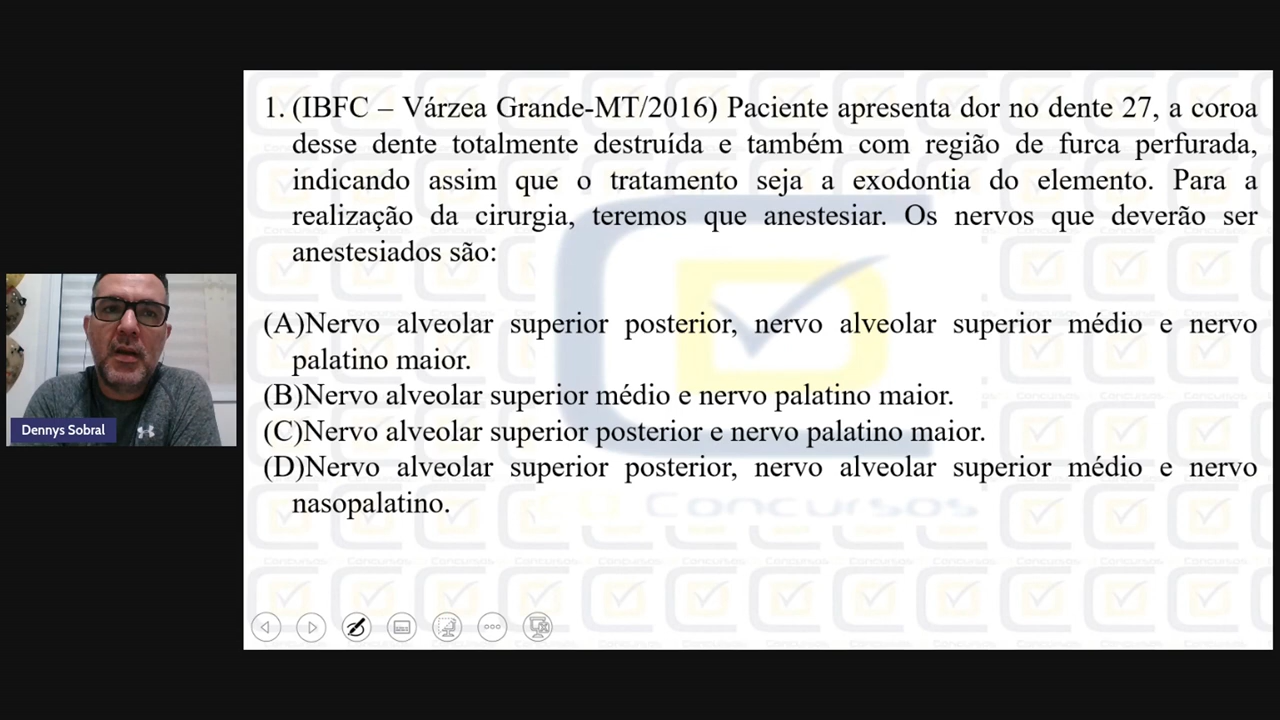 1. (IBFC – Várzea Grande-MT/2016) Paciente apresenta dor no dente 27, a coroa
desse dente totalmente destruída e também com região de furca perfurada,
indicando assim que o tratamento seja a exodontia do elemento. Para a
realização da cirurgia, teremos que anestesiar. Os nervos que deverão ser
anestesiados são:
(A)Nervo alveolar superior posterior, nervo alveolar superior médio e nervo
palatino maior.
(B)Nervo alveolar superior médio e nervo palatino maior.
(C)Nervo alveolar superior posterior e nervo palatino maior.
(D)Nervo alveolar superior posterior, nervo alveolar superior médio e nervo
nasopalatino.
Concursos
Dennys Sobral